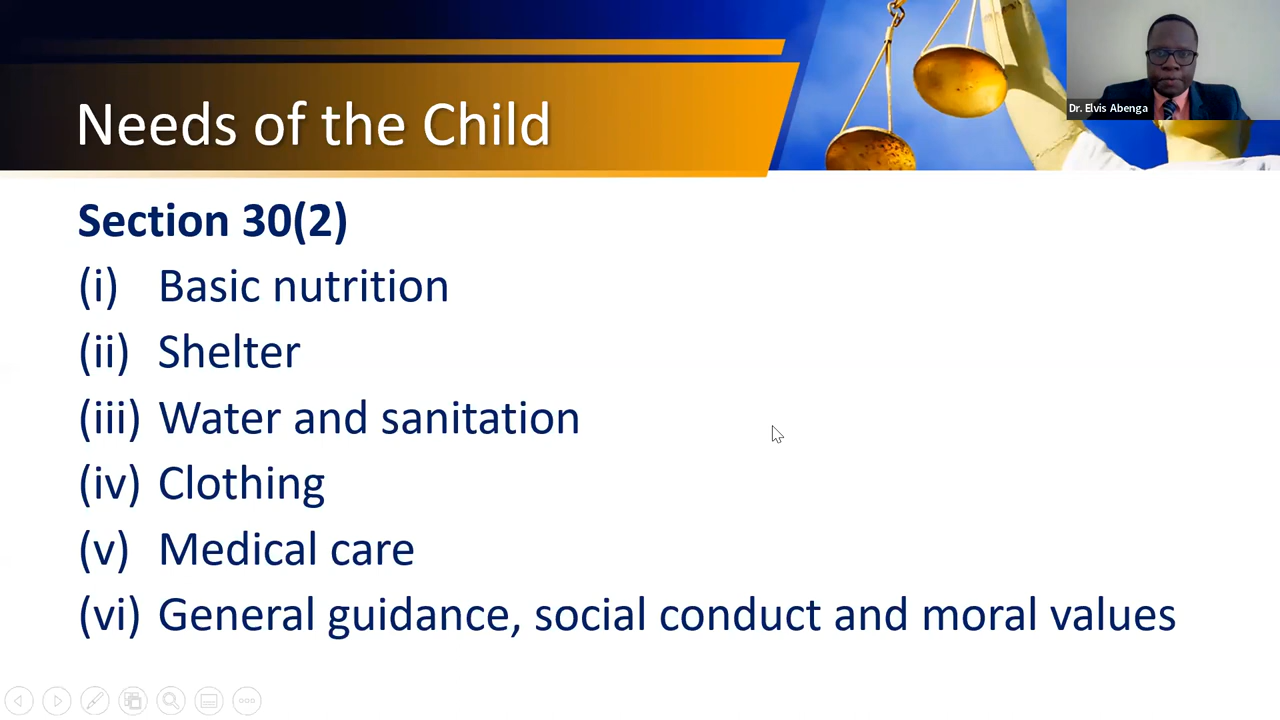 Needs of the Child
Dr. Elvis Abenga
Section 30(2)
(i) Basic nutrition
(ii) Shelter
(iii) Water and sanitation
(iv) Clothing
(v) Medical care
(vi) General guidance, social conduct and moral values